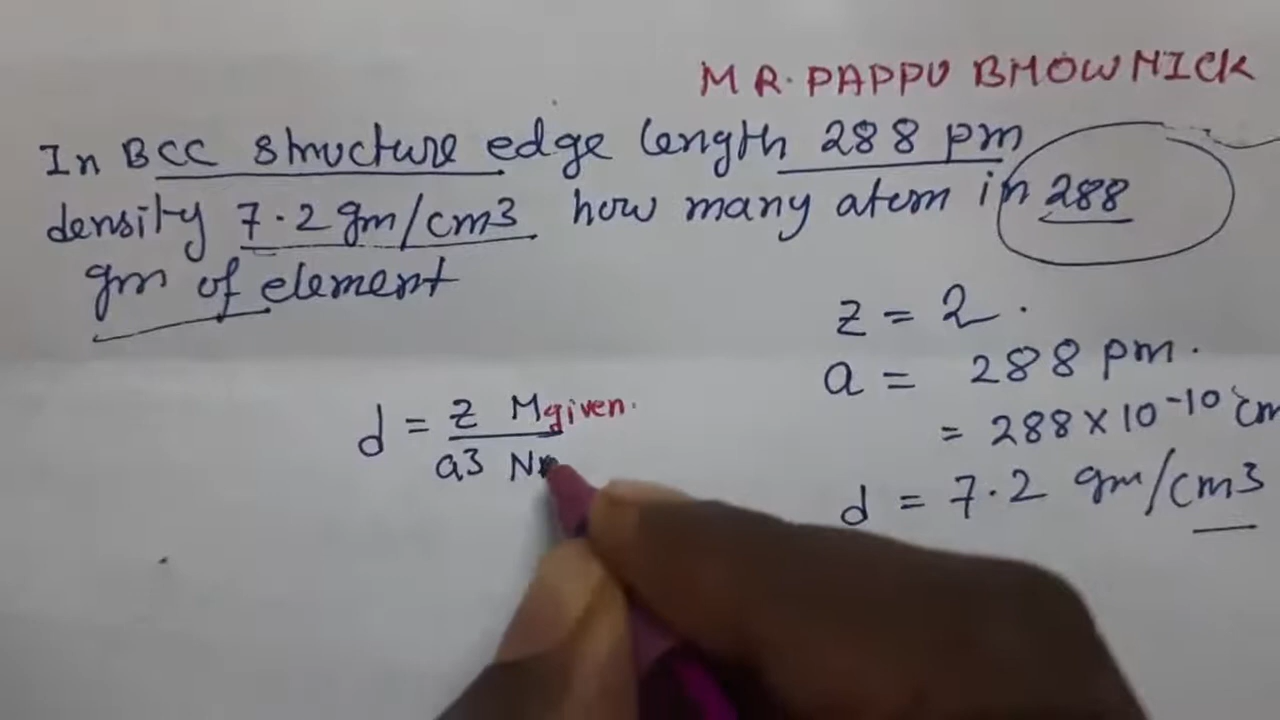 MR. PAPPU BHOWMICK
In BCC structure edge length 288 pm
density 7.2 gm/cm3 how many atom in 288
gm of element
z = 2.
a = 288 pm.
= 288 × 10-10 cm
d = 7.2 gm/cm3
d = z Mgiven.
a3 N